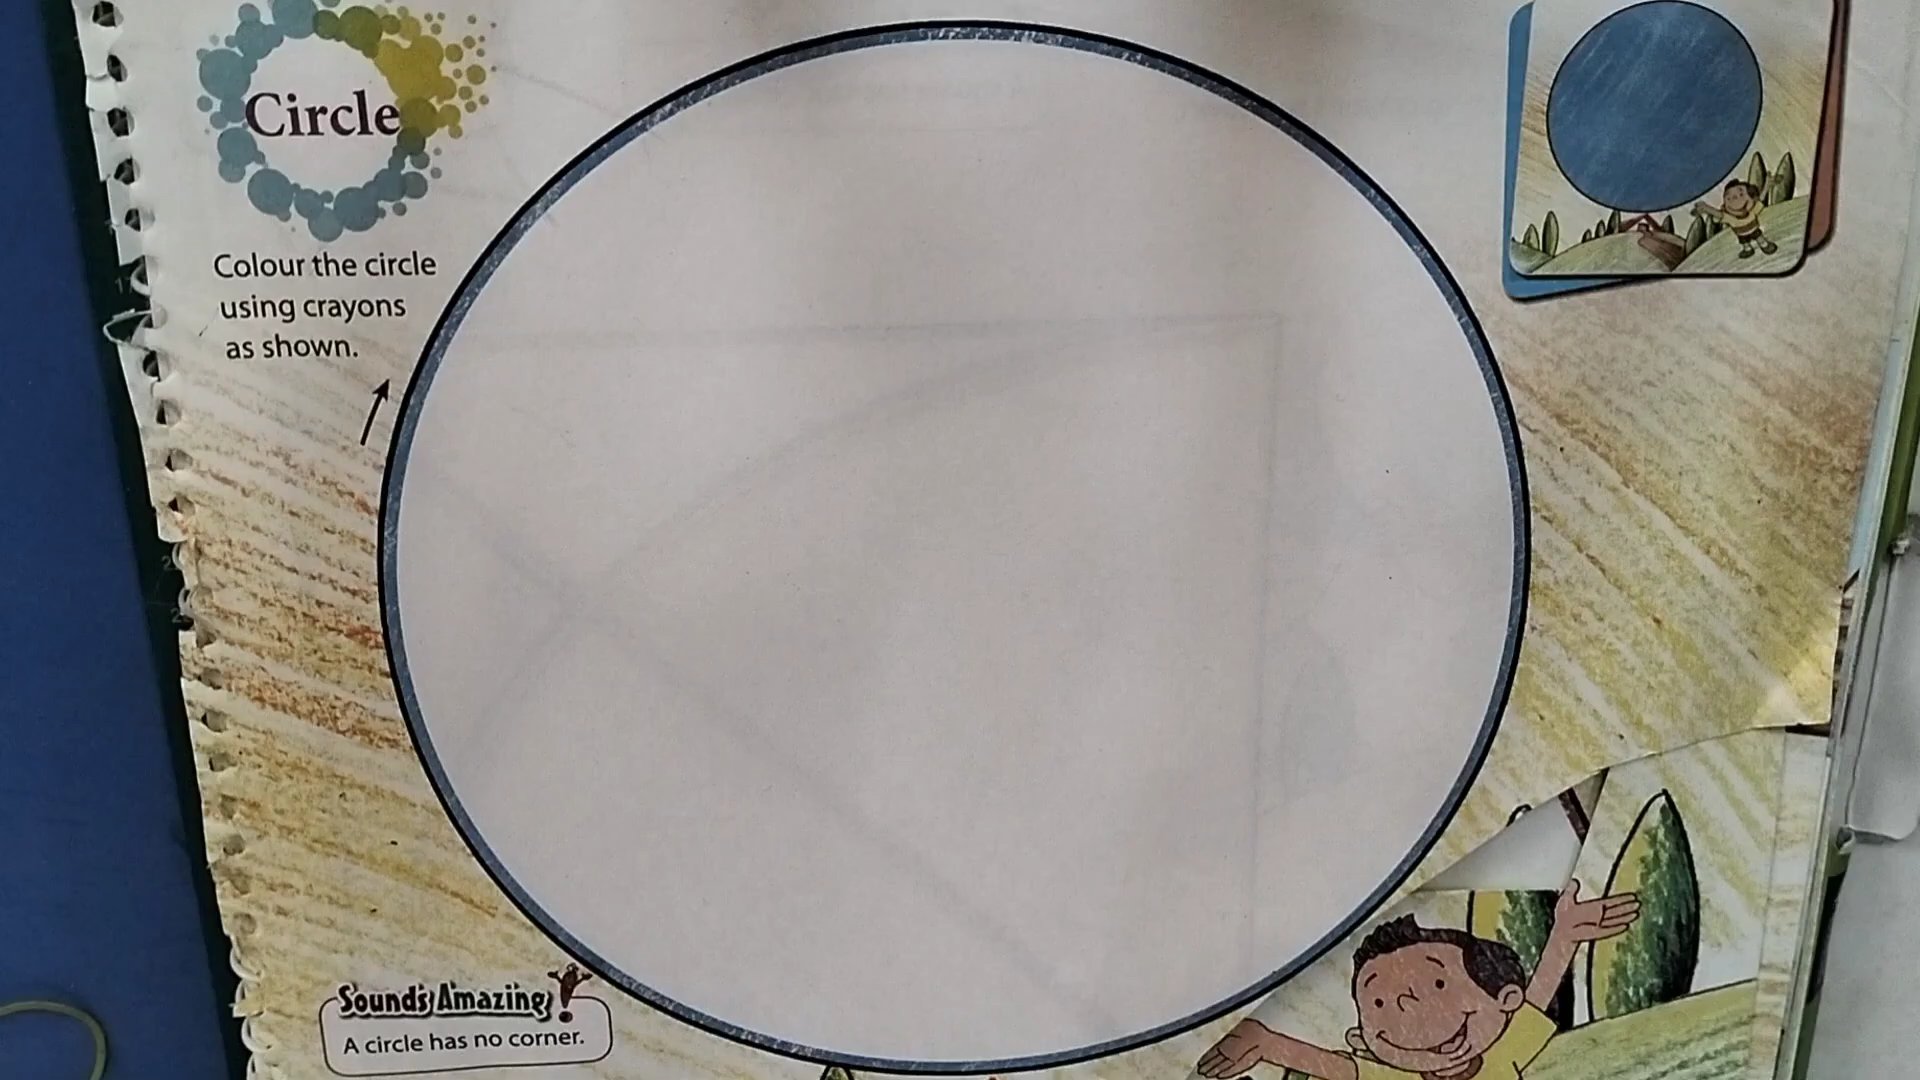 Circle
Colour the circle
using crayons
as shown.
Sounds Amazing!
A circle has no corner.